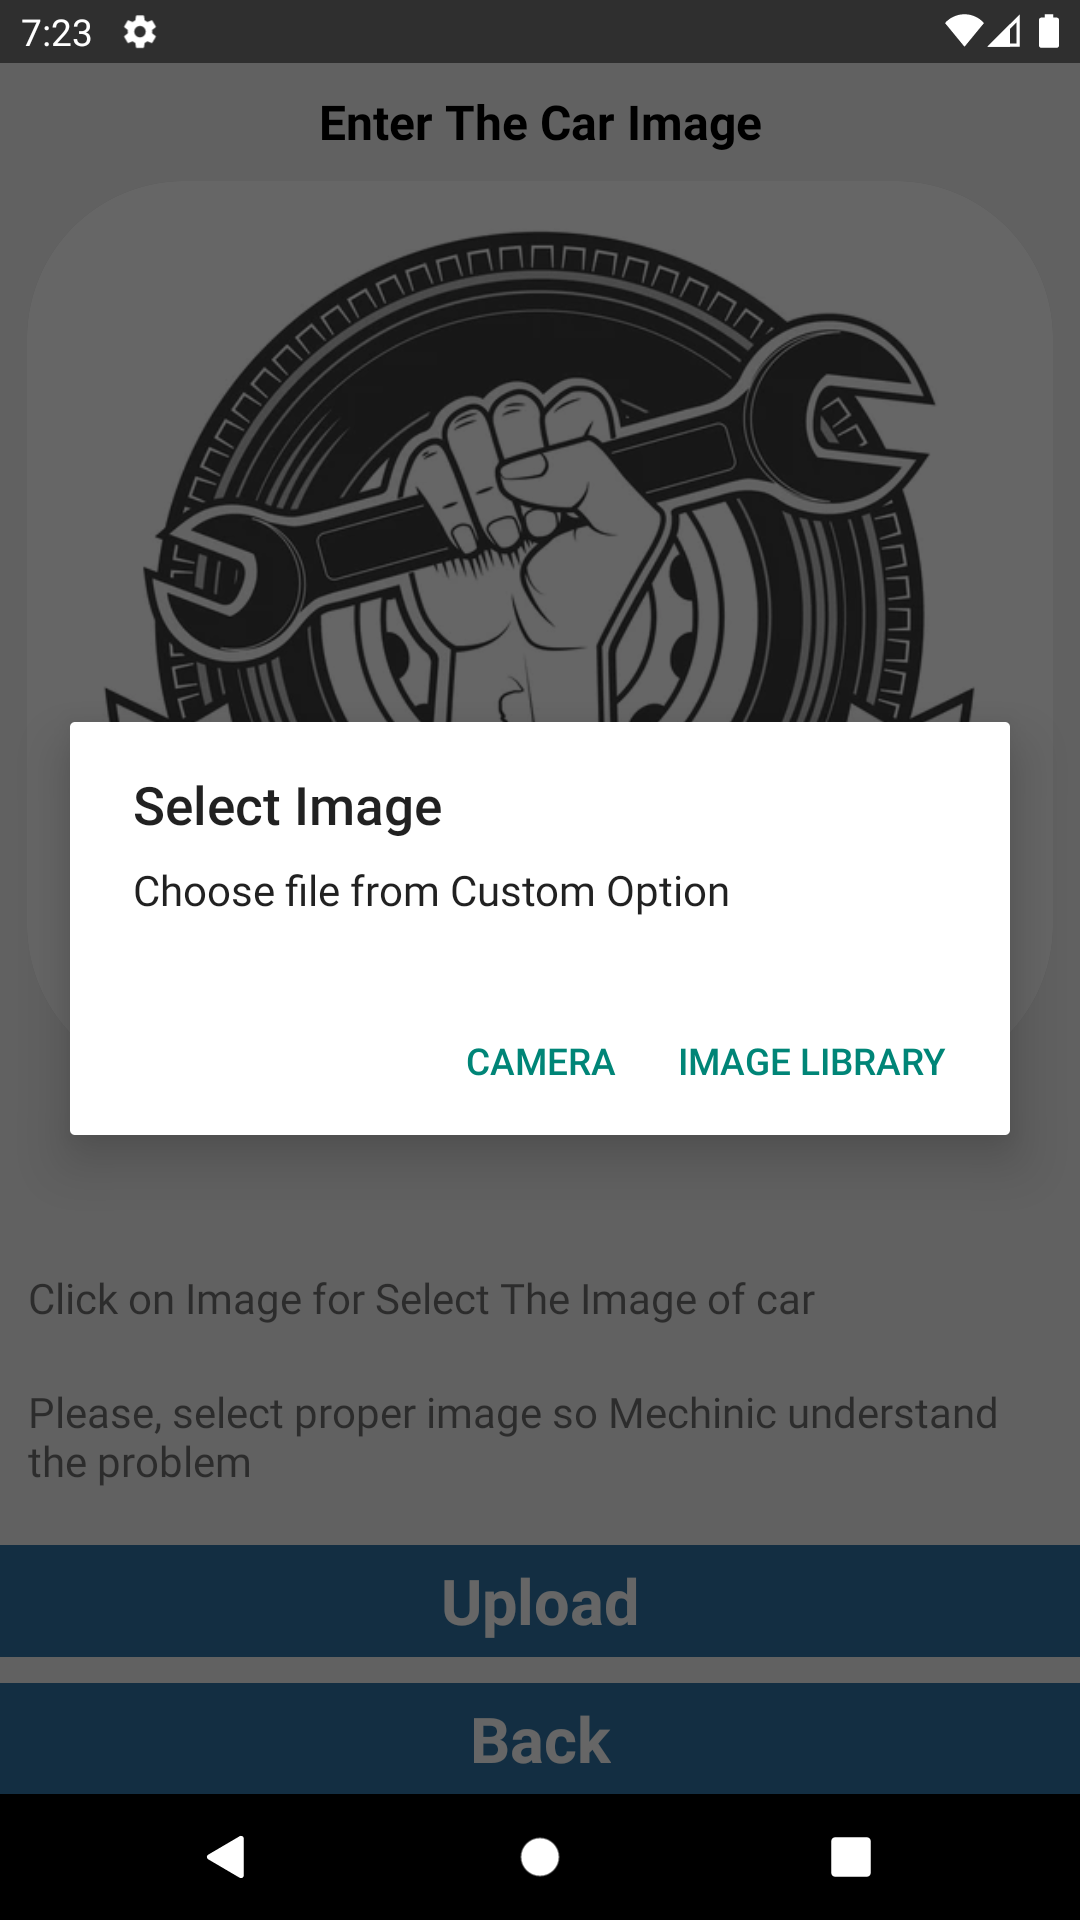 7:23
Enter The Car Image
Select Image
Choose file from Custom Option
CAMERA IMAGE LIBRARY
Click on Image for Select The Image of car
Please, select proper image so Mechinic understand
the problem
Upload
Back